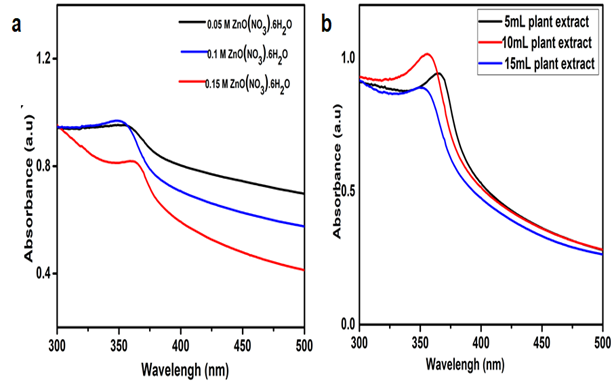 a
0.05 M ZnO(NO3).6H2O
0.1 M ZnO(NO3).6H2O
0.15 M ZnO(NO3).6H2O
1.2
0.8
0.4
Absorbance (a.u)
300 350 400 450 500
Wavelengh (nm)
b
5mL plant extract
10mL plant extract
15mL plant extract
1.0
0.5
0.0
Absorbance (a.u)
300 350 400 450 500
Wavelengh (nm)